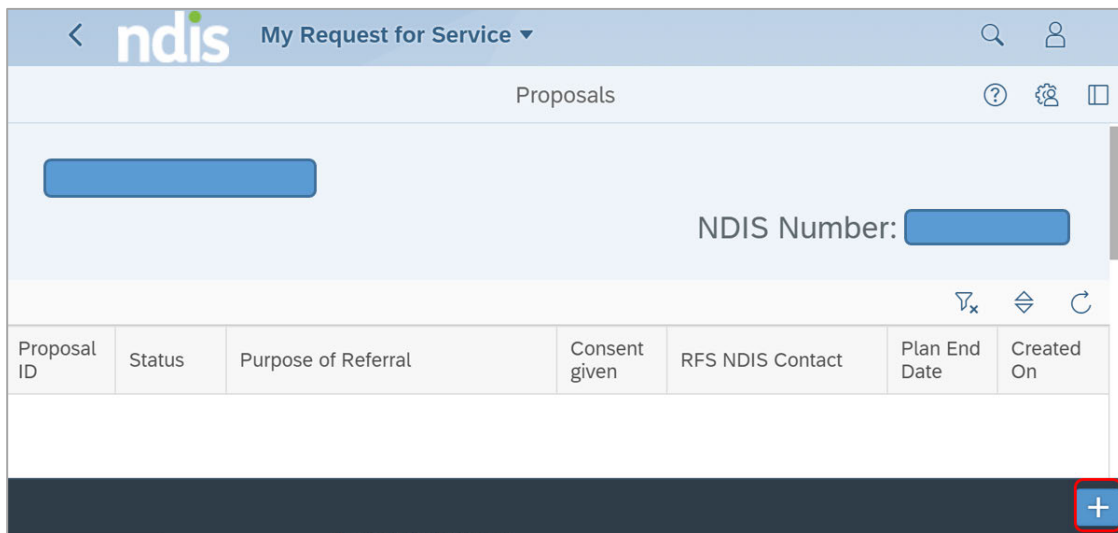 ndis My Request for Service
Proposals
NDIS Number:
Proposal ID Status Purpose of Referral Consent given RFS NDIS Contact Plan End Date Created On